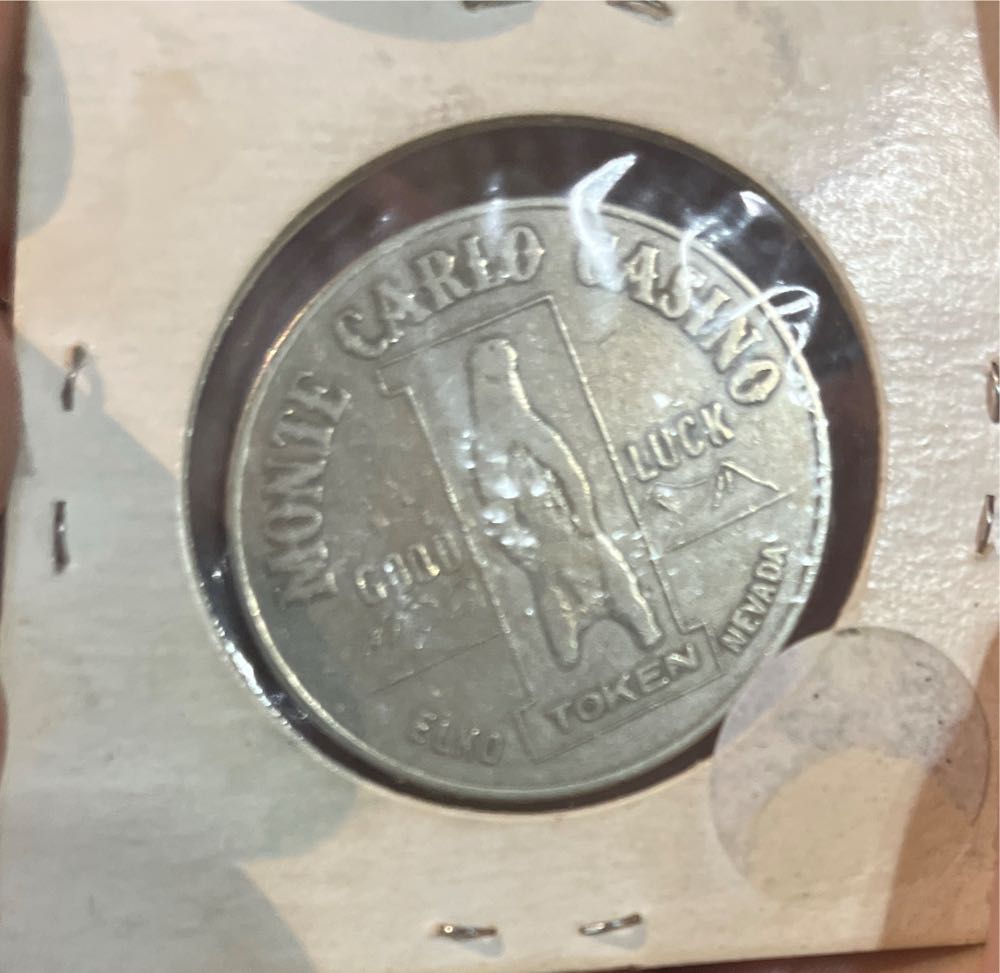 MONTE CARLO CASINO
GOOD LUCK
ELKO TOKEN NEVADA